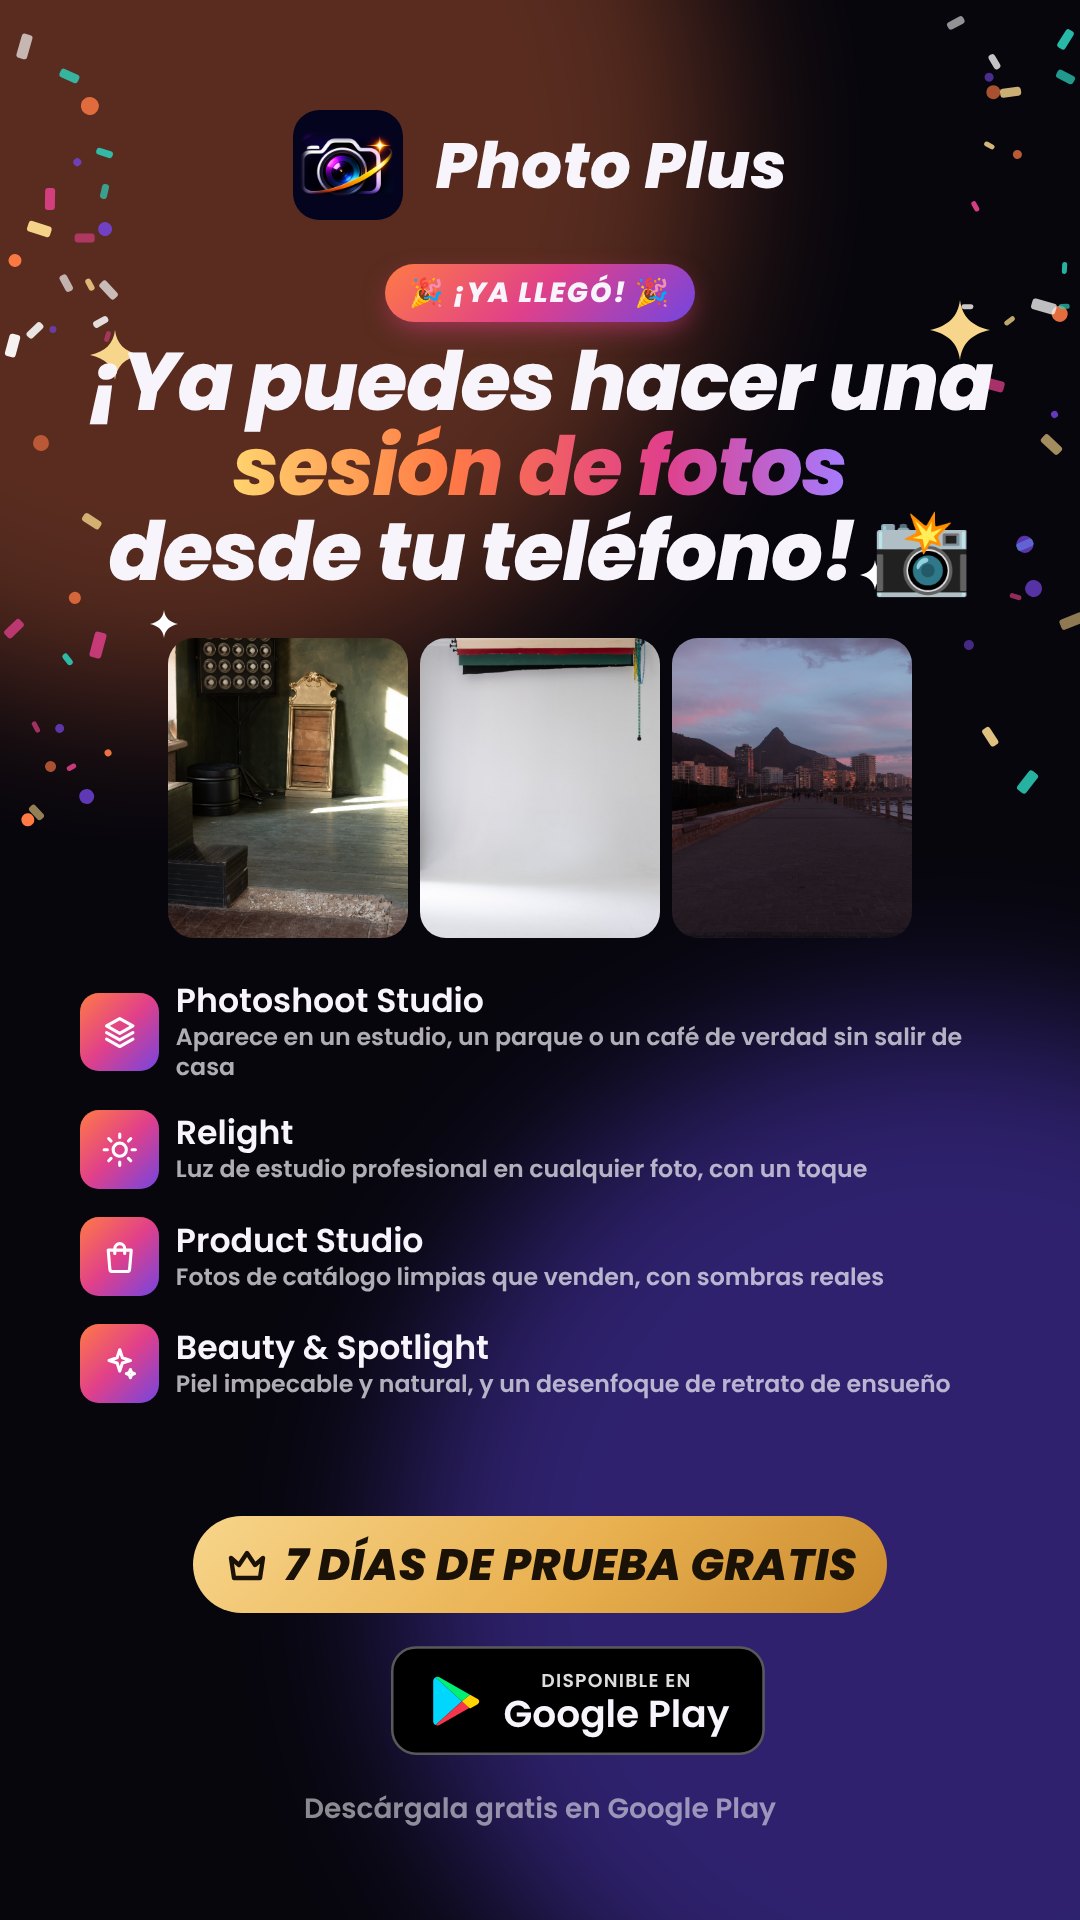 Photo Plus
🎉 ¡YA LLEGÓ! 🎉
¡Ya puedes hacer una
sesión de fotos
desde tu teléfono! 📸
Photoshoot Studio
Aparece en un estudio, un parque o un café de verdad sin salir de
casa
Relight
Luz de estudio profesional en cualquier foto, con un toque
Product Studio
Fotos de catálogo limpias que venden, con sombras reales
Beauty & Spotlight
Piel impecable y natural, y un desenfoque de retrato de ensueño
7 DÍAS DE PRUEBA GRATIS
DISPONIBLE EN
Google Play
Descárgala gratis en Google Play